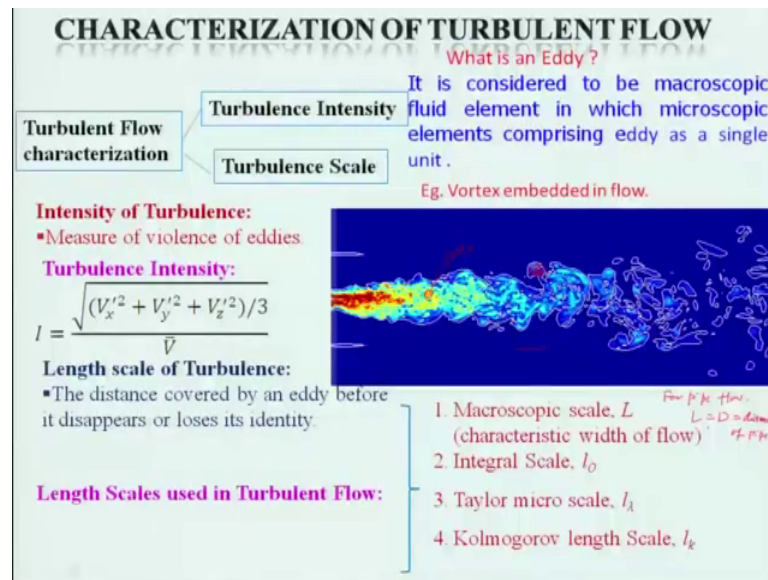 CHARACTERIZATION OF TURBULENT FLOW
What is an Eddy ?
It is considered to be macroscopic
fluid element in which microscopic
elements comprising eddy as a single
unit .
Eg. Vortex embedded in flow.
Turbulent Flow
characterization
Turbulence Intensity
Turbulence Scale
Intensity of Turbulence:
▪Measure of violence of eddies
Turbulence Intensity:
I = √((V′ₓ² + V′ᵧ² + V′_z²)/3) / V̄
Length scale of Turbulence:
▪The distance covered by an eddy before
it disappears or loses its identity.
Length Scales used in Turbulent Flow:
1. Macroscopic scale, L
(characteristic width of flow)
2. Integral Scale, l₀
3. Taylor micro scale, l_λ
4. Kolmogorov length Scale, l_k
For pipe flow.
L = D = diam
of pipe